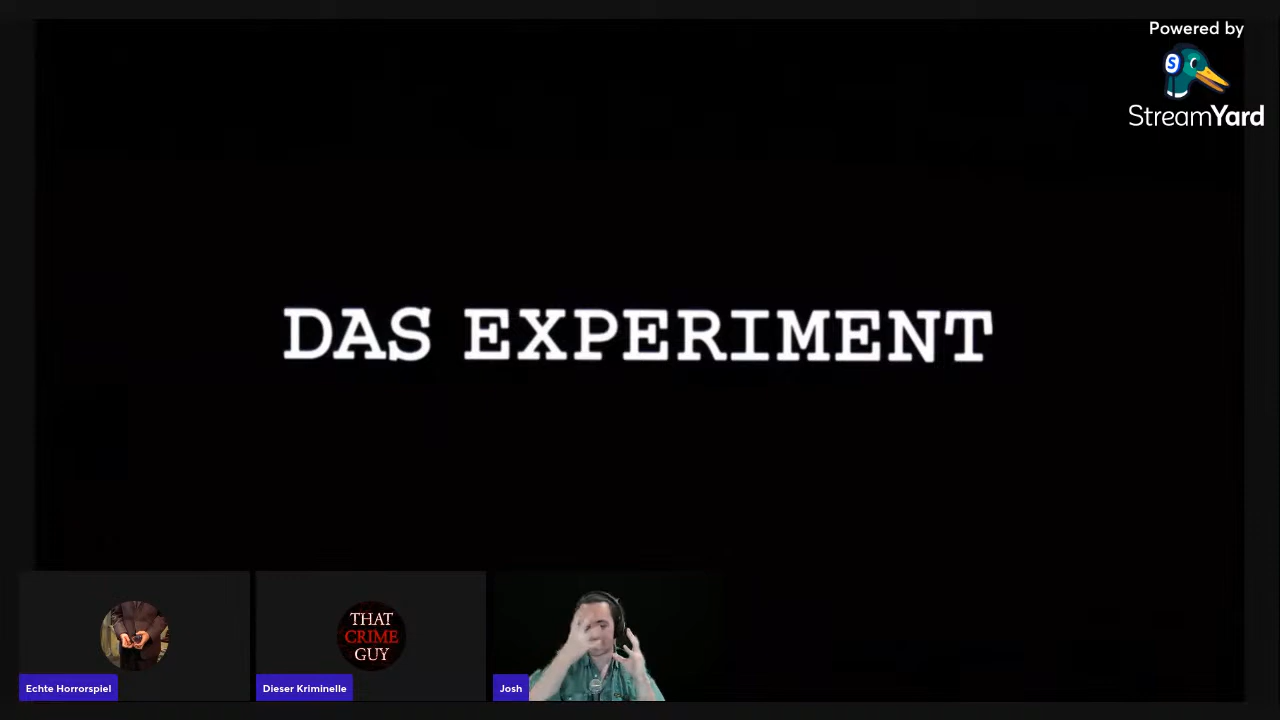 Powered by
S
StreamYard
DAS EXPERIMENT
THAT
CRIME
GUY
Echte Horrorspiel
Dieser Kriminelle
Josh